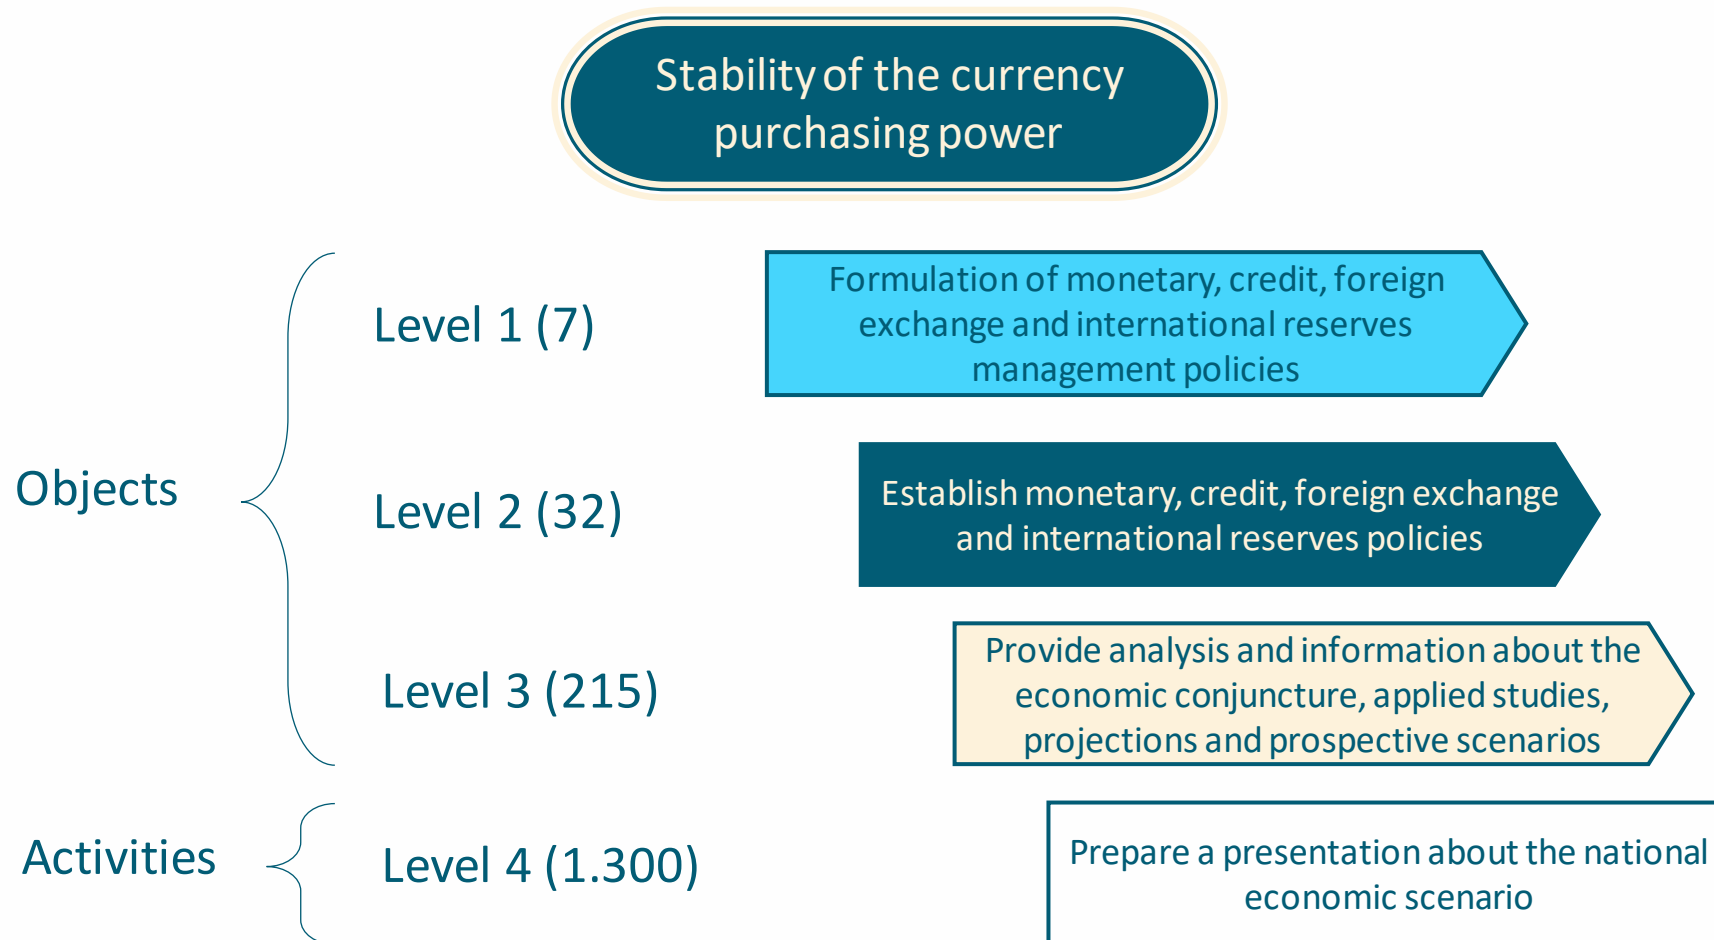 Stability of the currency
purchasing power
Objects
Level 1 (7)
Formulation of monetary, credit, foreign
exchange and international reserves
management policies
Level 2 (32)
Establish monetary, credit, foreign exchange
and international reserves policies
Level 3 (215)
Provide analysis and information about the
economic conjuncture, applied studies,
projections and prospective scenarios
Activities
Level 4 (1.300)
Prepare a presentation about the national
economic scenario